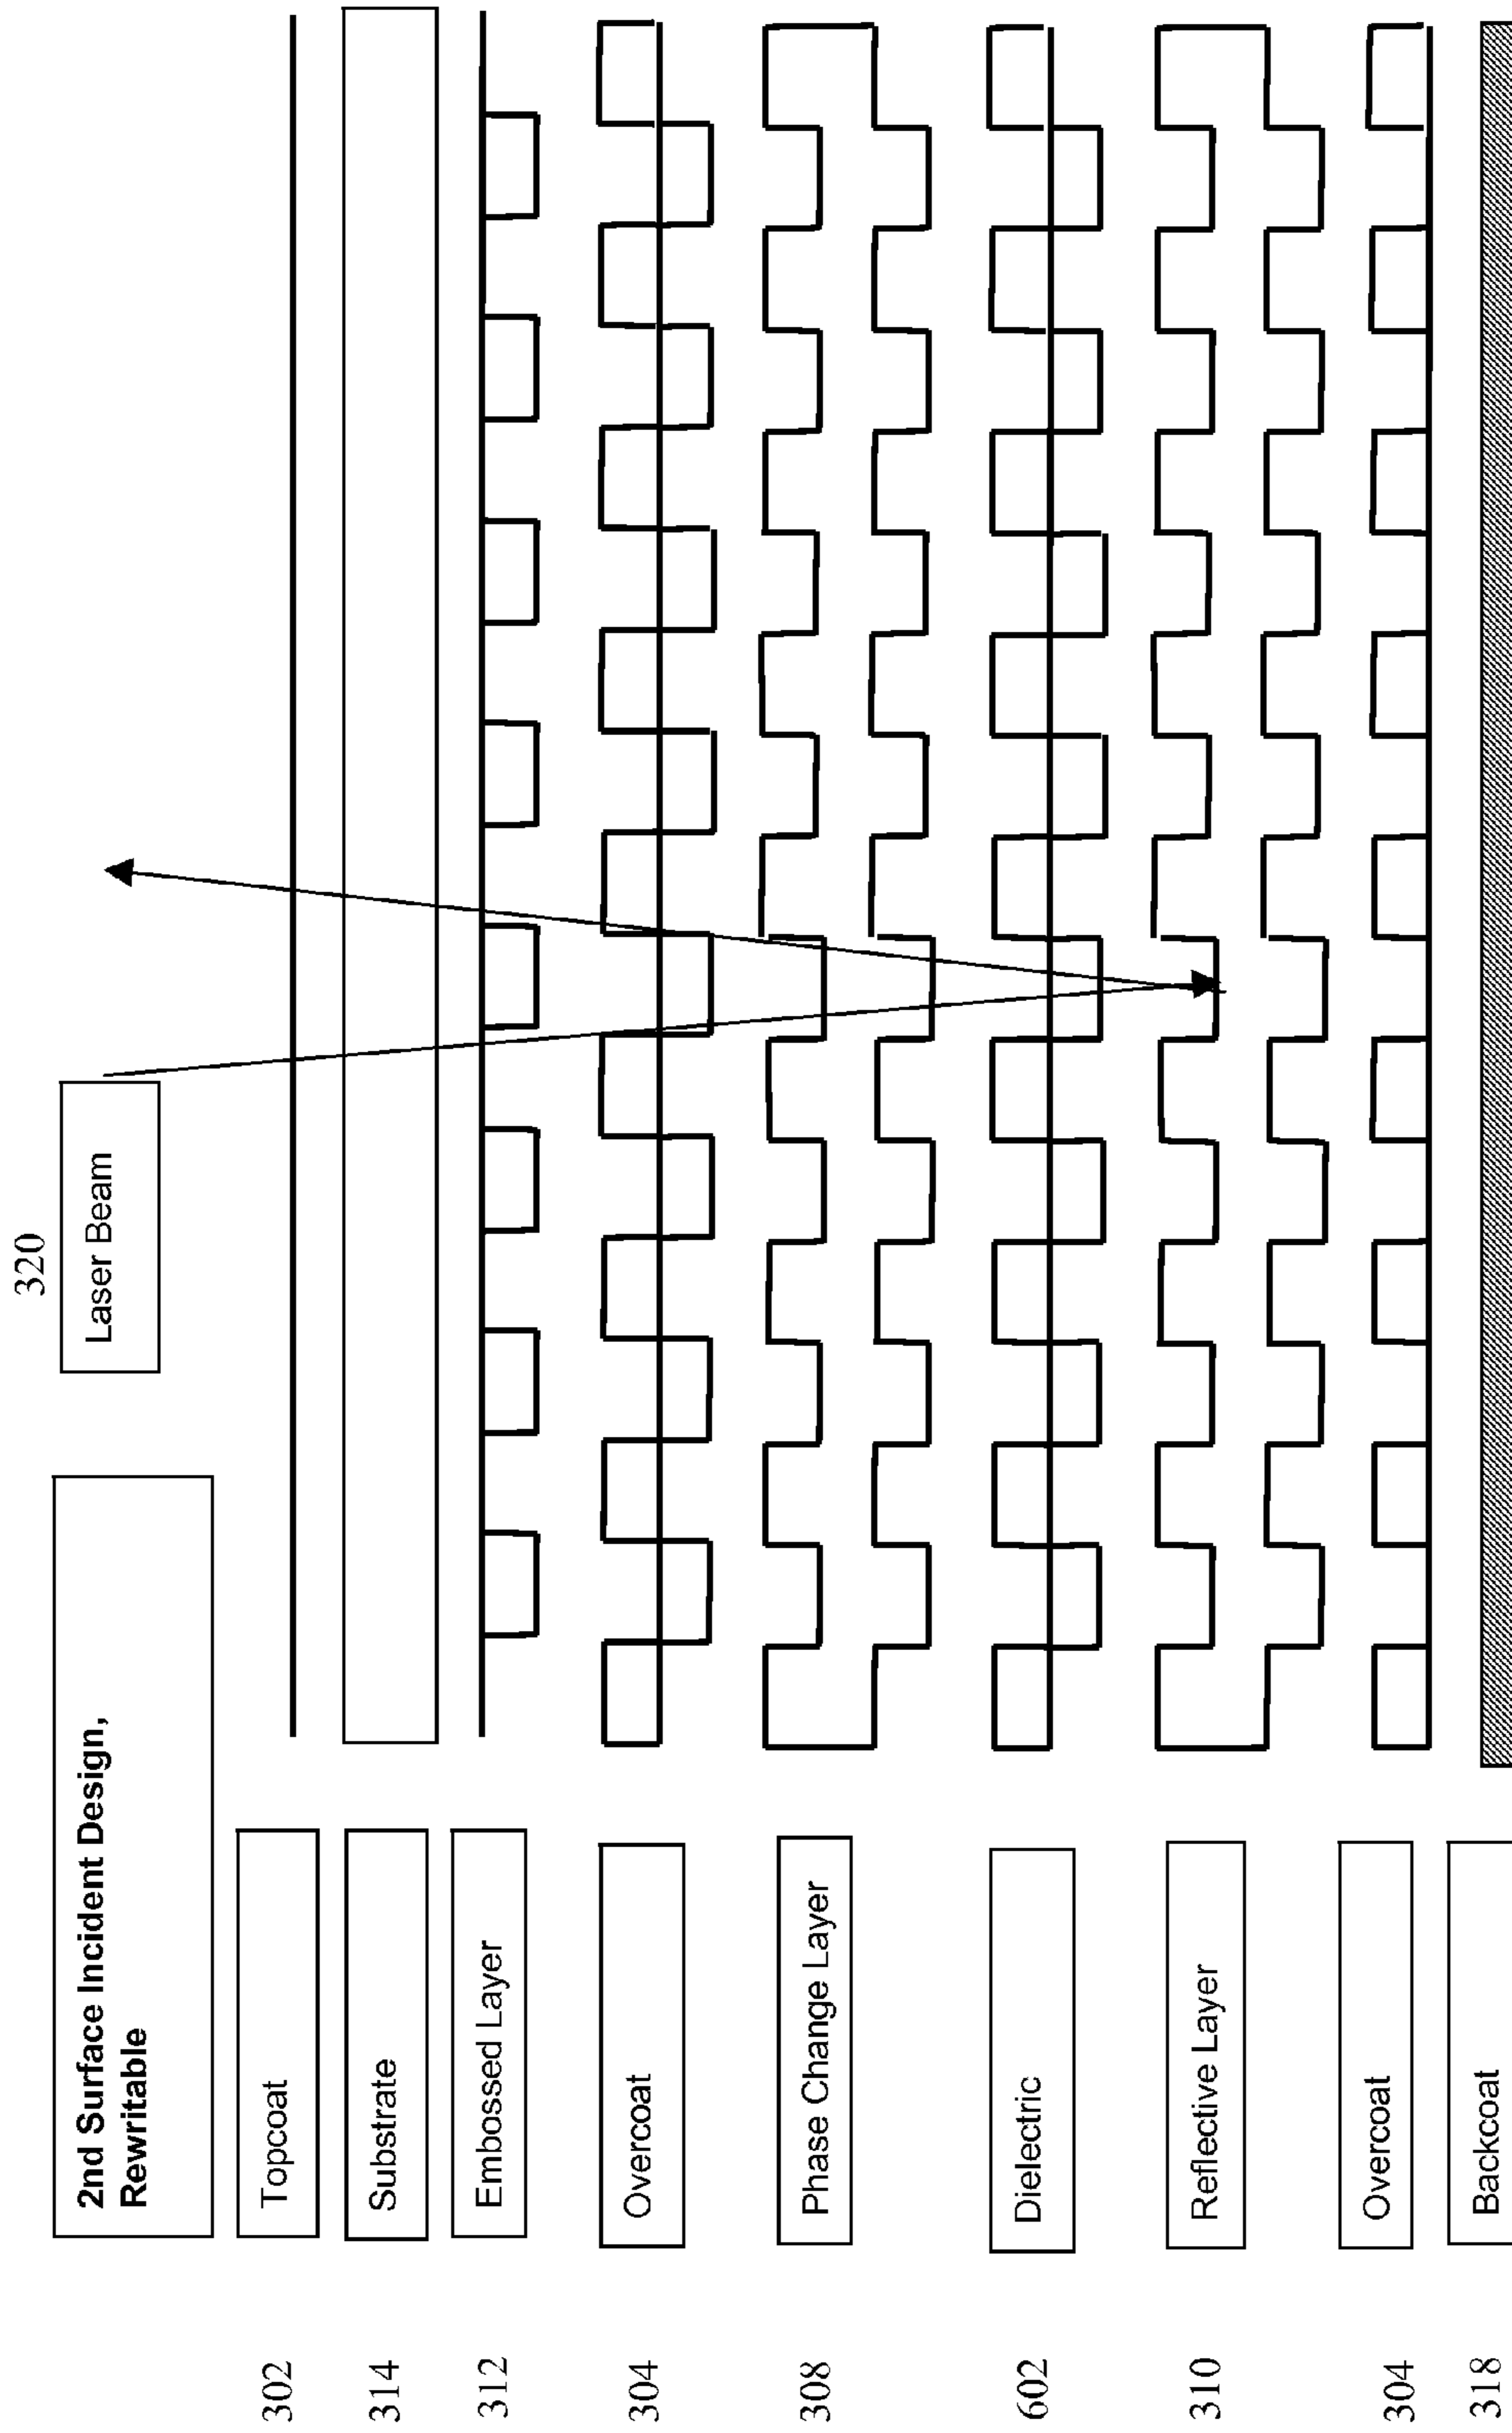 320
Laser Beam
2nd Surface Incident Design,
Rewritable
302
Topcoat
314
Substrate
312
Embossed Layer
304
Overcoat
308
Phase Change Layer
602
Dielectric
310
Reflective Layer
304
Overcoat
318
Backcoat